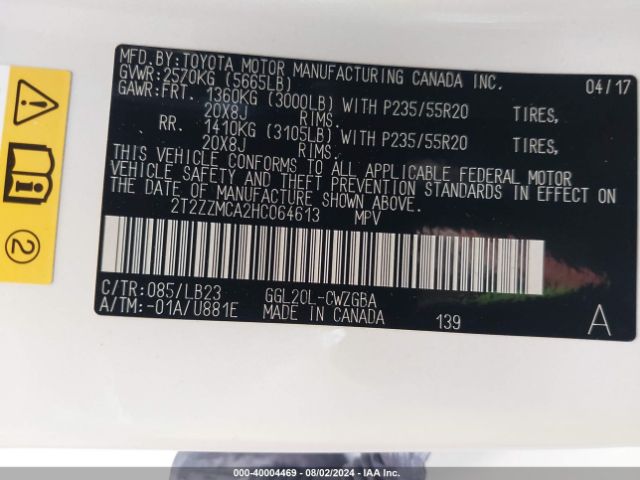 MFD.BY:TOYOTA MOTOR MANUFACTURING CANADA INC. 04/17
GVWR:2570KG (5665LB)
GAWR:FRT. 1360KG (3000LB) WITH P235/55R20 TIRES,
20X8J RIMS.
RR. 1410KG (3105LB) WITH P235/55R20 TIRES,
20X8J RIMS.
THIS VEHICLE CONFORMS TO ALL APPLICABLE FEDERAL MOTOR
VEHICLE SAFETY AND THEFT PREVENTION STANDARDS IN EFFECT ON
THE DATE OF MANUFACTURE SHOWN ABOVE.
2T2ZZMCA2HC064613 MPV
C/TR:085/LB23 GGL20L-CWZGBA
A/TM:-01A/U881E MADE IN CANADA 139 A
2
000-40004469 - 08/02/2024 - IAA